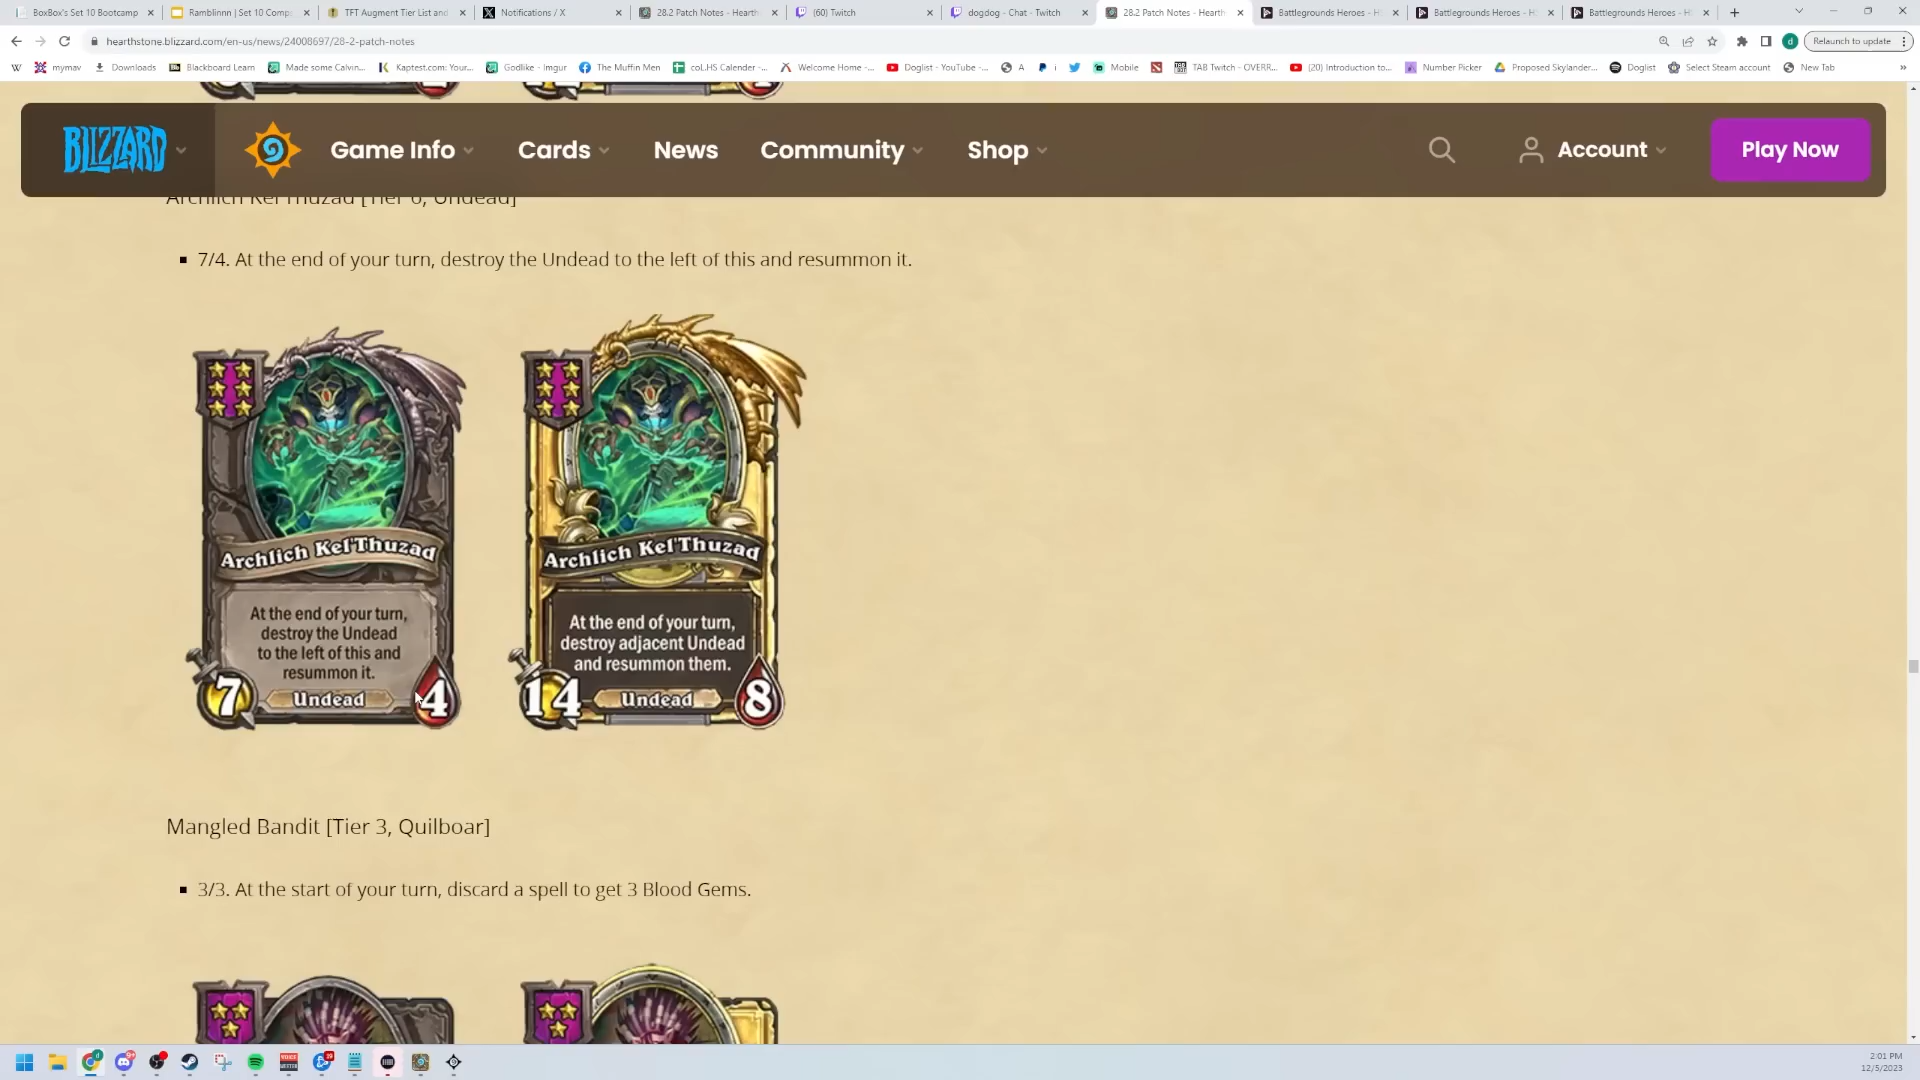 BoxBox's Set 10 Bootcamp
Ramblinnn | Set 10 Comp
TFT Augment Tier List and
Notifications / X
28.2 Patch Notes - Hearth
(60) Twitch
dogdog - Chat - Twitch
28.2 Patch Notes - Hearth
Battlegrounds Heroes - H
Battlegrounds Heroes - H
Battlegrounds Heroes - H
hearthstone.blizzard.com/en-us/news/24008697/28-2-patch-notes
Relaunch to update
mymav
Downloads
Blackboard Learn
Made some Calvin...
Kaptest.com: Your...
Godlike - Imgur
The Muffin Men
coL.HS Calender -...
Welcome Home -...
Doglist - YouTube -...
A
i
Mobile
TAB Twitch - OVERR...
(20) Introduction to...
Number Picker
Proposed Skylander...
Doglist
Select Steam account
New Tab
BLIZZARD
Game Info
Cards
News
Community
Shop
Account
Play Now
Archlich Kel'Thuzad [Tier 6, Undead]
7/4. At the end of your turn, destroy the Undead to the left of this and resummon it.
Archlich Kel'Thuzad
At the end of your turn,
destroy the Undead
to the left of this and
resummon it.
7
Undead
4
Archlich Kel'Thuzad
At the end of your turn,
destroy adjacent Undead
and resummon them.
14
Undead
8
Mangled Bandit [Tier 3, Quilboar]
3/3. At the start of your turn, discard a spell to get 3 Blood Gems.
2:01 PM
12/5/2023